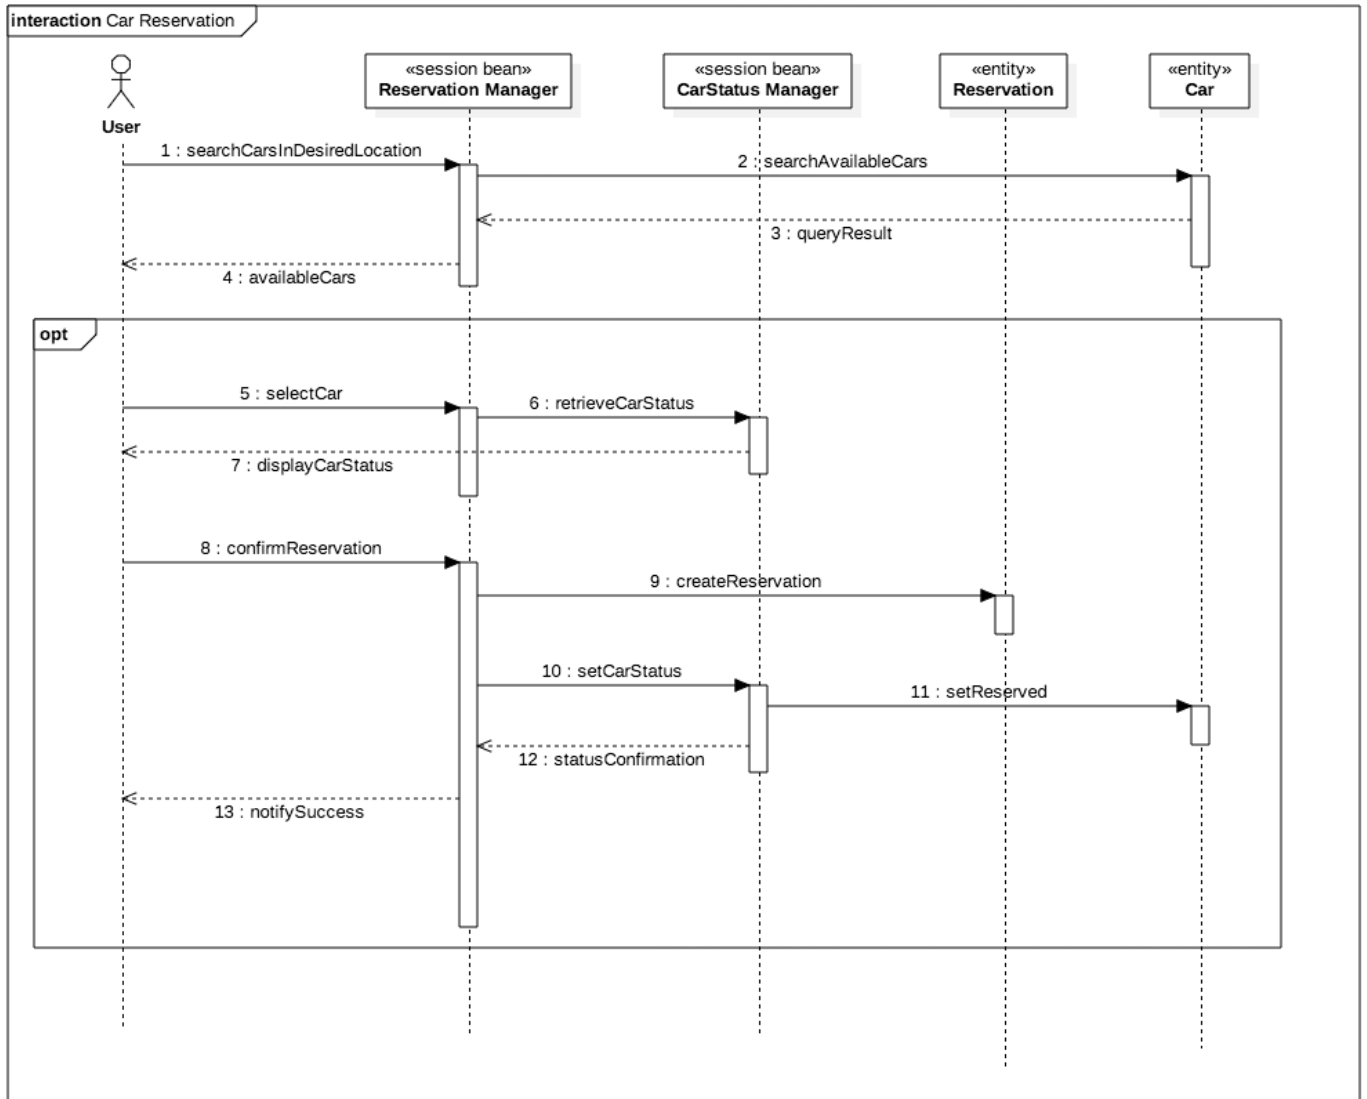 interaction Car Reservation
«session bean»
Reservation Manager
«session bean»
CarStatus Manager
«entity»
Reservation
«entity»
Car
User
1 : searchCarsInDesiredLocation
2 : searchAvailableCars
3 : queryResult
4 : availableCars
opt
5 : selectCar
6 : retrieveCarStatus
7 : displayCarStatus
8 : confirmReservation
9 : createReservation
10 : setCarStatus
11 : setReserved
12 : statusConfirmation
13 : notifySuccess